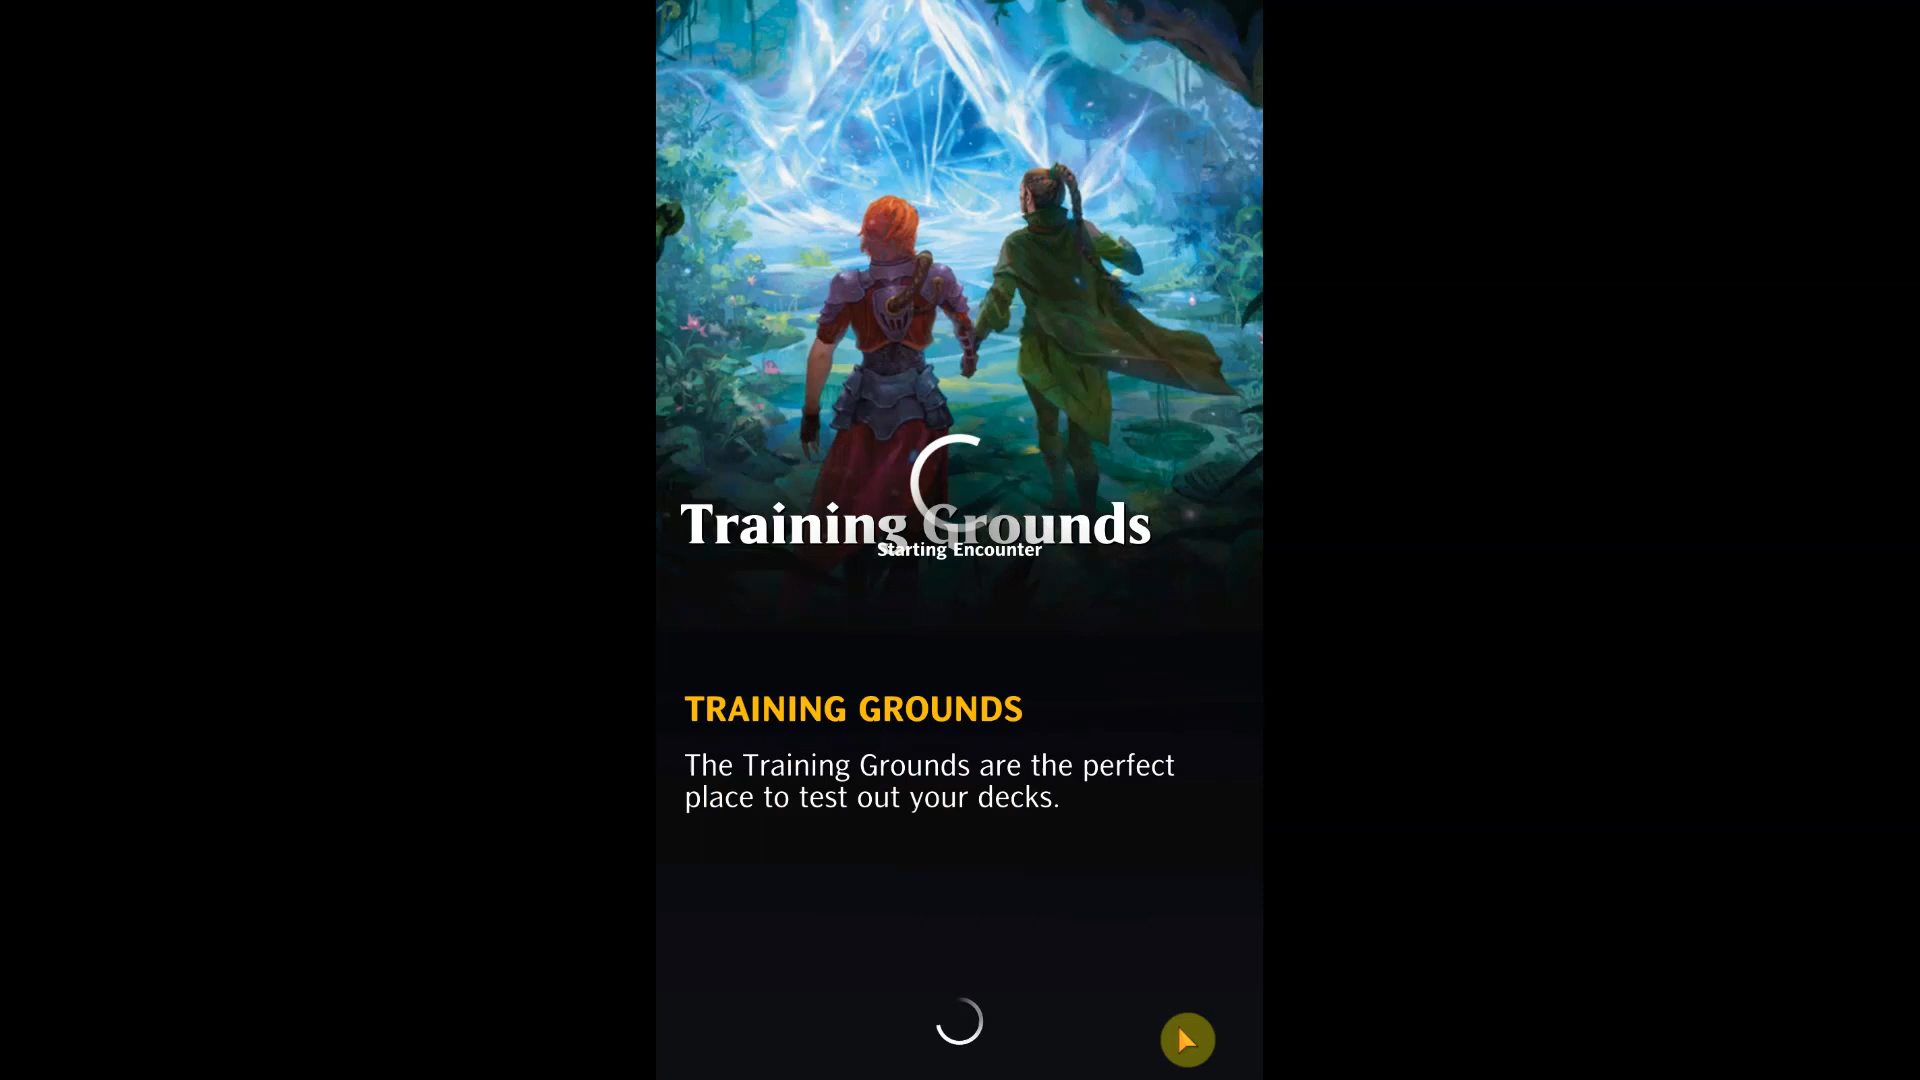 Training Grounds
Starting Encounter
TRAINING GROUNDS
The Training Grounds are the perfect
place to test out your decks.